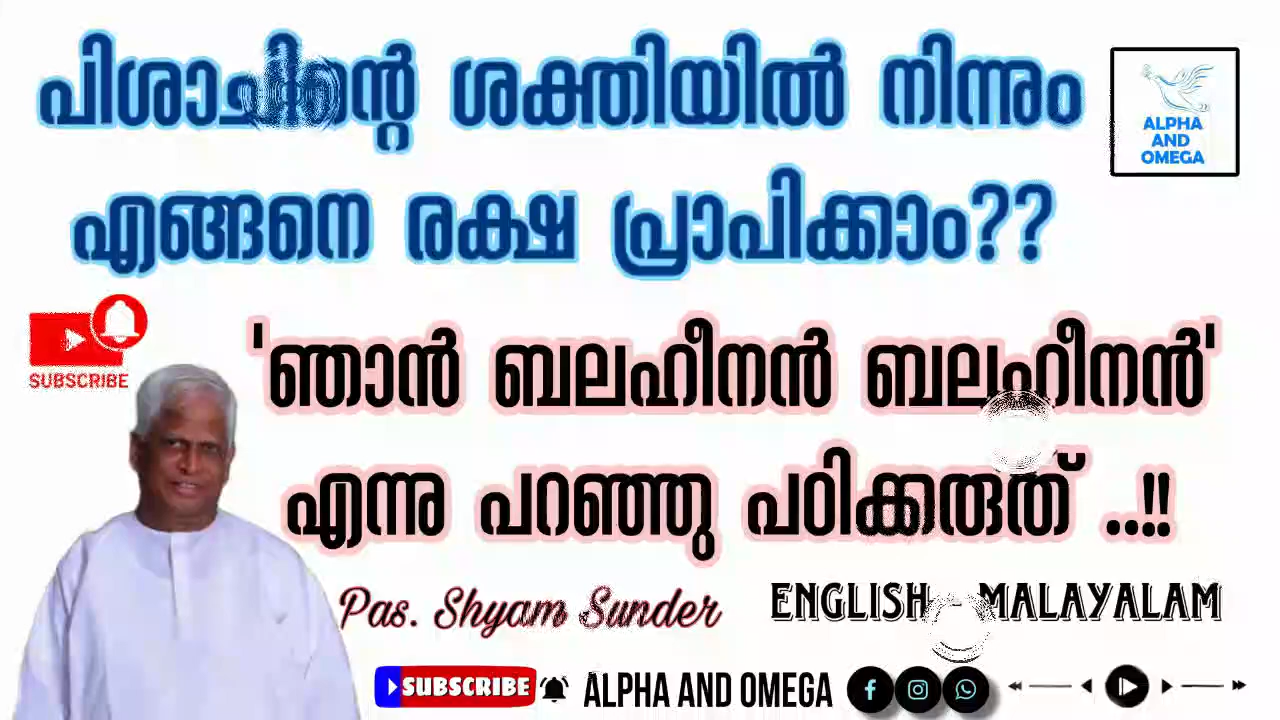 പിശാചിന്റെ ശക്തിയിൽ നിന്നും
ALPHA
AND
OMEGA
എങ്ങനെ രക്ഷ പ്രാപിക്കാം??
SUBSCRIBE
'ഞാൻ ബലഹീനൻ ബലഹീനൻ'
എന്നു പറഞ്ഞു പഠിക്കരുത് ..!!
Pas. Shyam Sunder
ENGLISH MALAYALAM
SUBSCRIBE ALPHA AND OMEGA